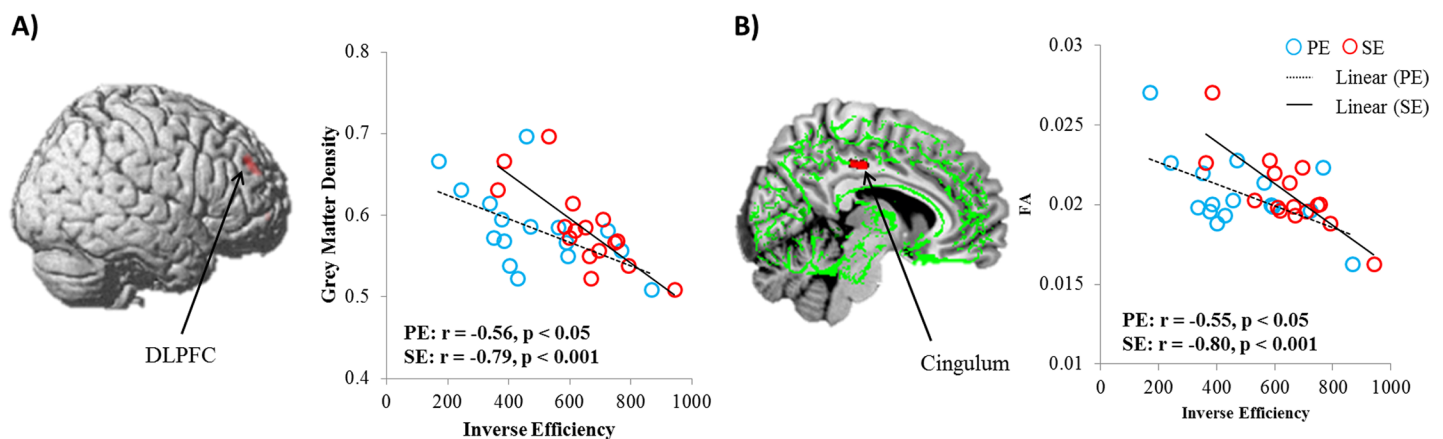 A)
DLPFC
Grey Matter Density
0.8
0.7
0.6
0.5
0.4
0
200
400
600
800
1000
Inverse Efficiency
PE: r = -0.56, p < 0.05
SE: r = -0.79, p < 0.001
B)
Cingulum
FA
0.03
0.025
0.02
0.015
0.01
0
200
400
600
800
1000
Inverse Efficiency
PE SE
Linear (PE)
Linear (SE)
PE: r = -0.55, p < 0.05
SE: r = -0.80, p < 0.001